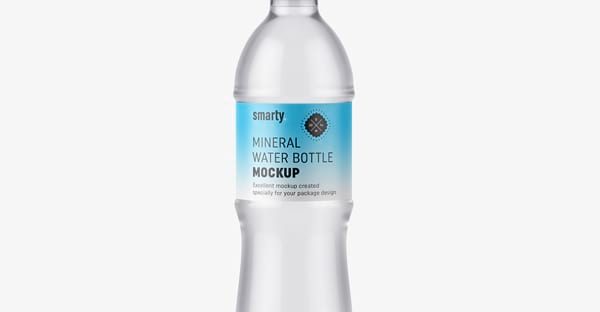 smarty
MINERAL
WATER BOTTLE
MOCKUP
Excellent mockup created
specially for your package design